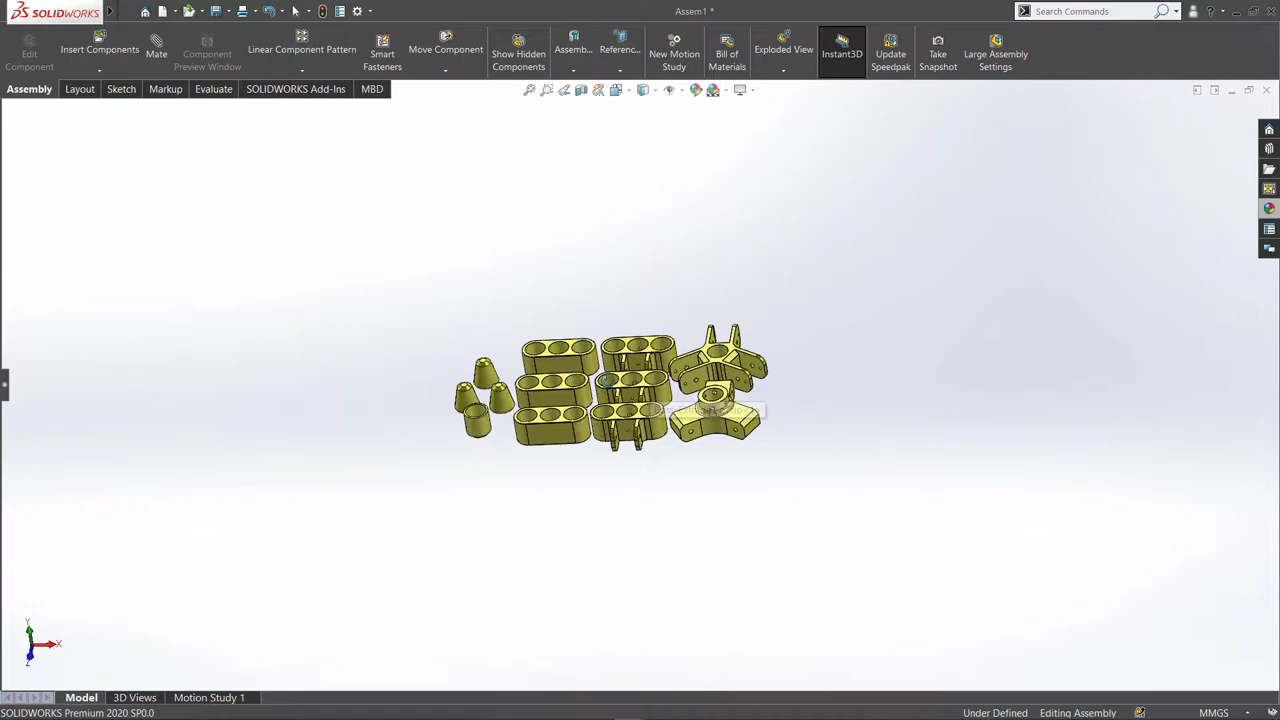 SOLIDWORKS
Assem1 *
Search Commands
Edit Component
Insert Components
Mate
Component Preview Window
Linear Component Pattern
Smart Fasteners
Move Component
Show Hidden Components
Assemb...
Referenc...
New Motion Study
Bill of Materials
Exploded View
Instant3D
Update Speedpak
Take Snapshot
Large Assembly Settings
Assembly
Layout
Sketch
Markup
Evaluate
SOLIDWORKS Add-Ins
MBD
Y
X
Z
Model
3D Views
Motion Study 1
SOLIDWORKS Premium 2020 SP0.0
Under Defined
Editing Assembly
MMGS